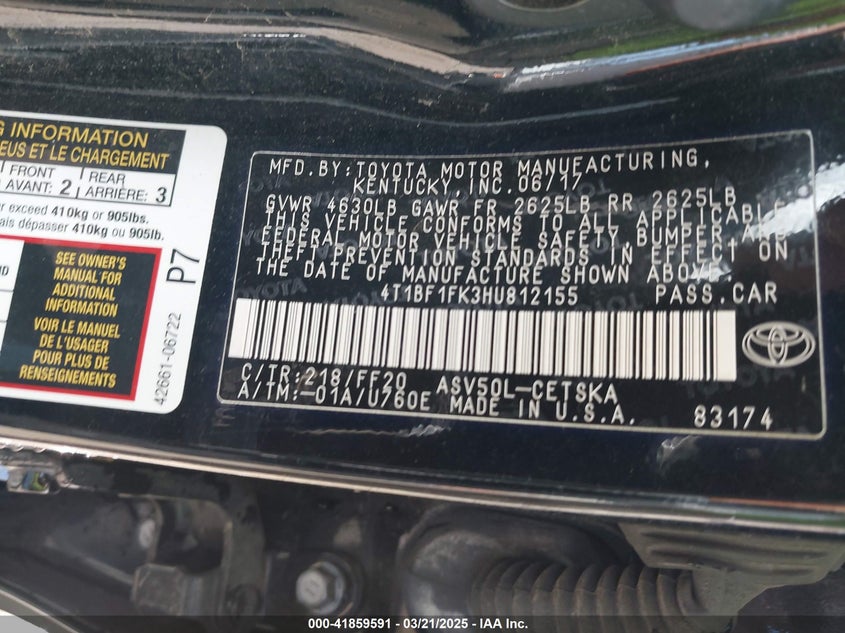 G INFORMATION
EUS ET LE CHARGEMENT
FRONT
AVANT: 2
REAR
ARRIÈRE: 3
r exceed 410kg or 905lbs.
ais dépasser 410kg ou 905lb.
SEE OWNER'S
MANUAL FOR
ADDITIONAL
INFORMATION
VOIR LE MANUEL
DE L'USAGER
POUR PLUS DE
RENSEIGNEMENTS
P7
42661-06722
MFD.BY:TOYOTA MOTOR MANUFACTURING,
KENTUCKY,INC.06/17
GVWR 4630LB GAWR FR 2625LB RR 2625LB
THIS VEHICLE CONFORMS TO ALL APPLICABLE
FEDERAL MOTOR VEHICLE SAFETY,BUMPER,AND
THEFT PREVENTION STANDARDS IN EFFECT ON
THE DATE OF MANUFACTURE SHOWN ABOVE.
4T1BF1FK3HU812155 PASS.CAR
C/TR:218/FF20 ASV50L-CETSKA
A/TM:-01A/U760E MADE IN U.S.A. 83174
000-41859591 - 03/21/2025 - IAA Inc.